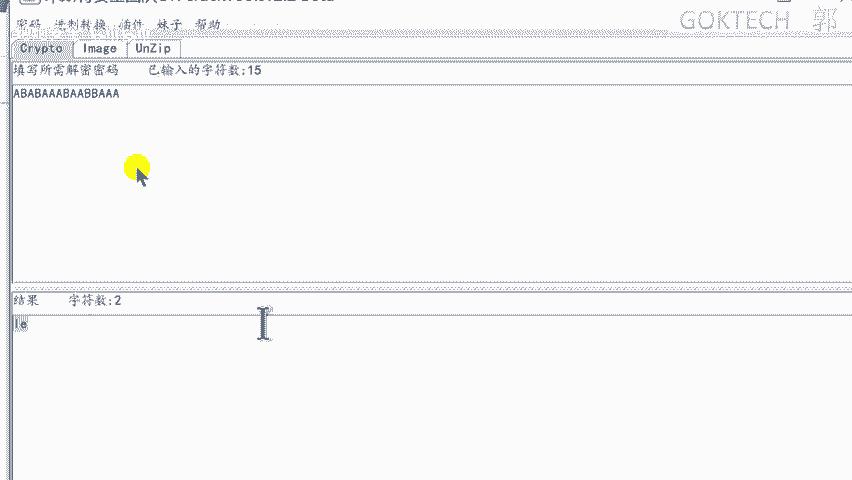 GOKTECH 郭
密码 进制转换 插件 妹子 帮助
Crypto Image UnZip
填写所需解密密码 已输入的字符数:15
ABABAAABAABBAAA
结果 字符数:2
le